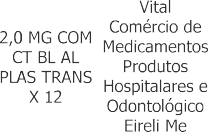 2,0 MG COM
CT BL AL
PLAS TRANS
X 12
Vital
Comércio de
Medicamentos
Produtos
Hospitalares e
Odontológico
Eireli Me